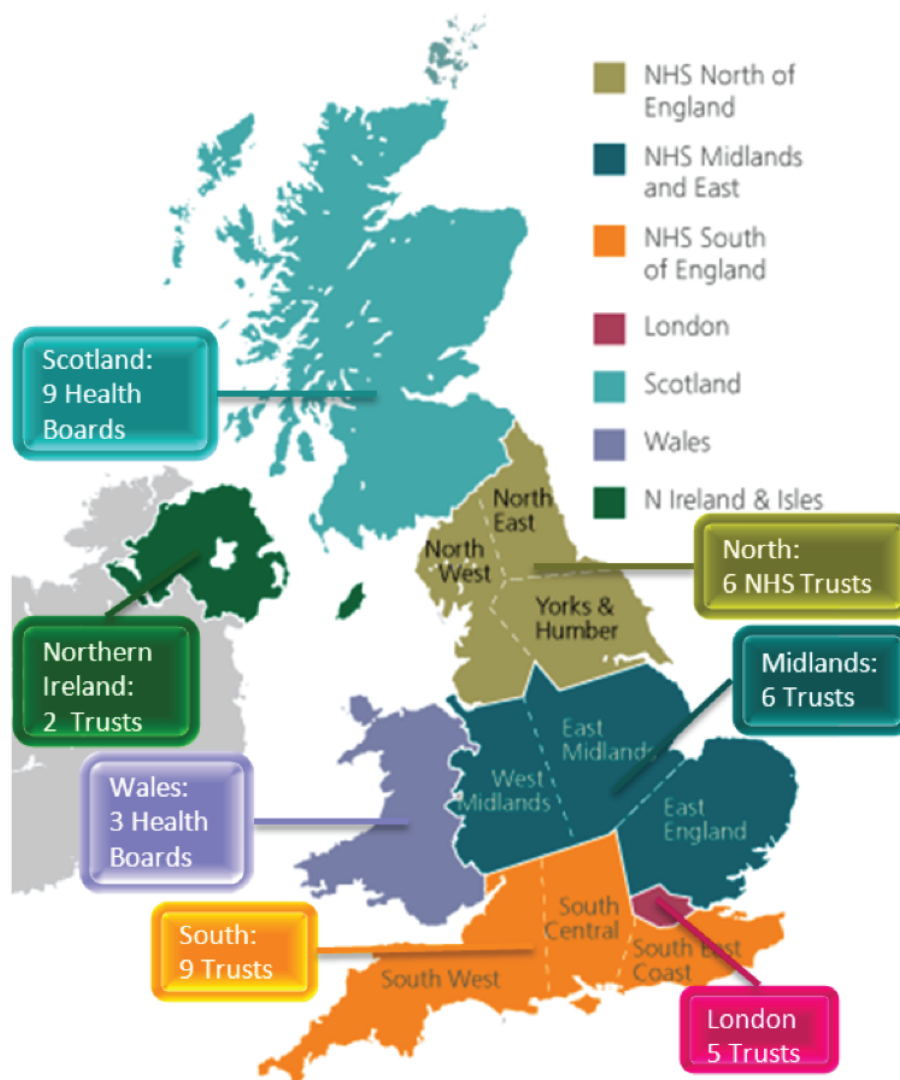 NHS North of
England
NHS Midlands
and East
NHS South
of England
London
Scotland
Wales
N Ireland & Isles
Scotland:
9 Health
Boards
North
East
North
West
Yorks &
Humber
North:
6 NHS Trusts
Northern
Ireland:
2 Trusts
Midlands:
6 Trusts
East
Midlands
West
Midlands
East
England
Wales:
3 Health
Boards
South:
9 Trusts
South
Central
South West
South East
Coast
London
5 Trusts